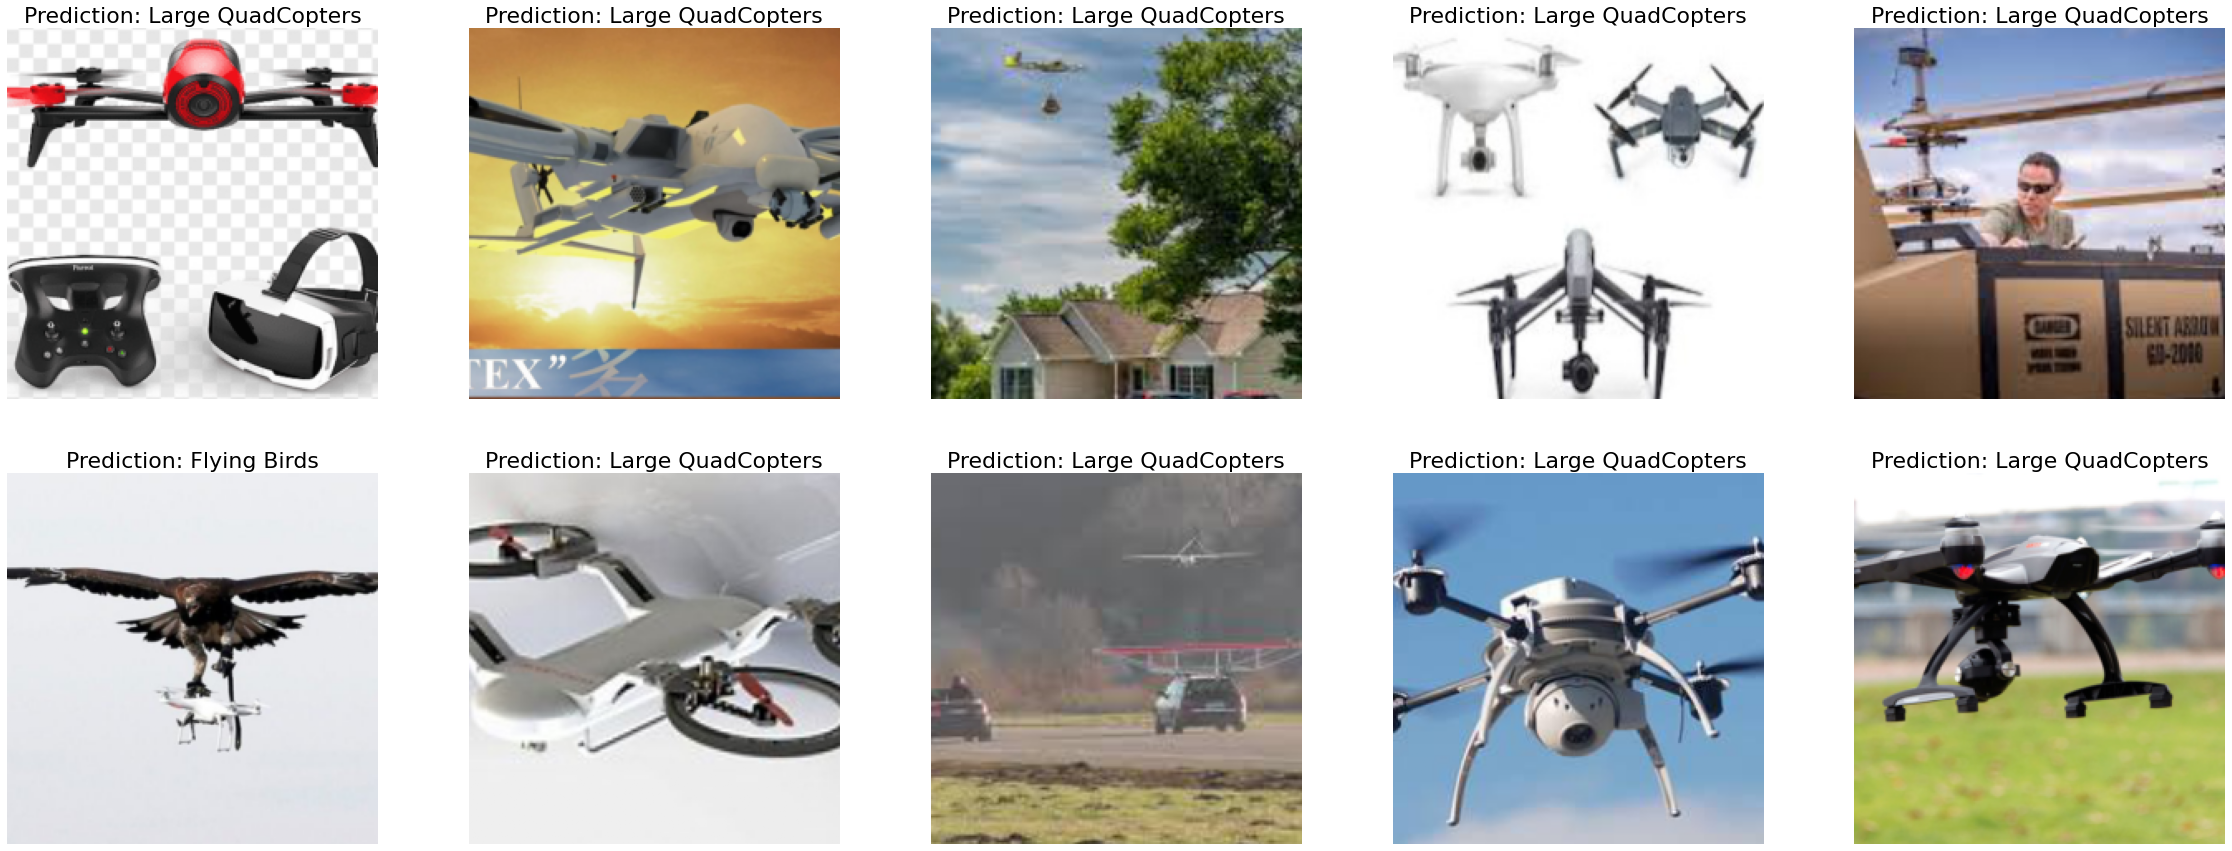 Prediction: Large QuadCopters
Prediction: Large QuadCopters
Prediction: Large QuadCopters
Prediction: Large QuadCopters
Prediction: Large QuadCopters
Parrot
TEX”
多
DANGER
SILENT ARROW
GD-2000
Prediction: Flying Birds
Prediction: Large QuadCopters
Prediction: Large QuadCopters
Prediction: Large QuadCopters
Prediction: Large QuadCopters